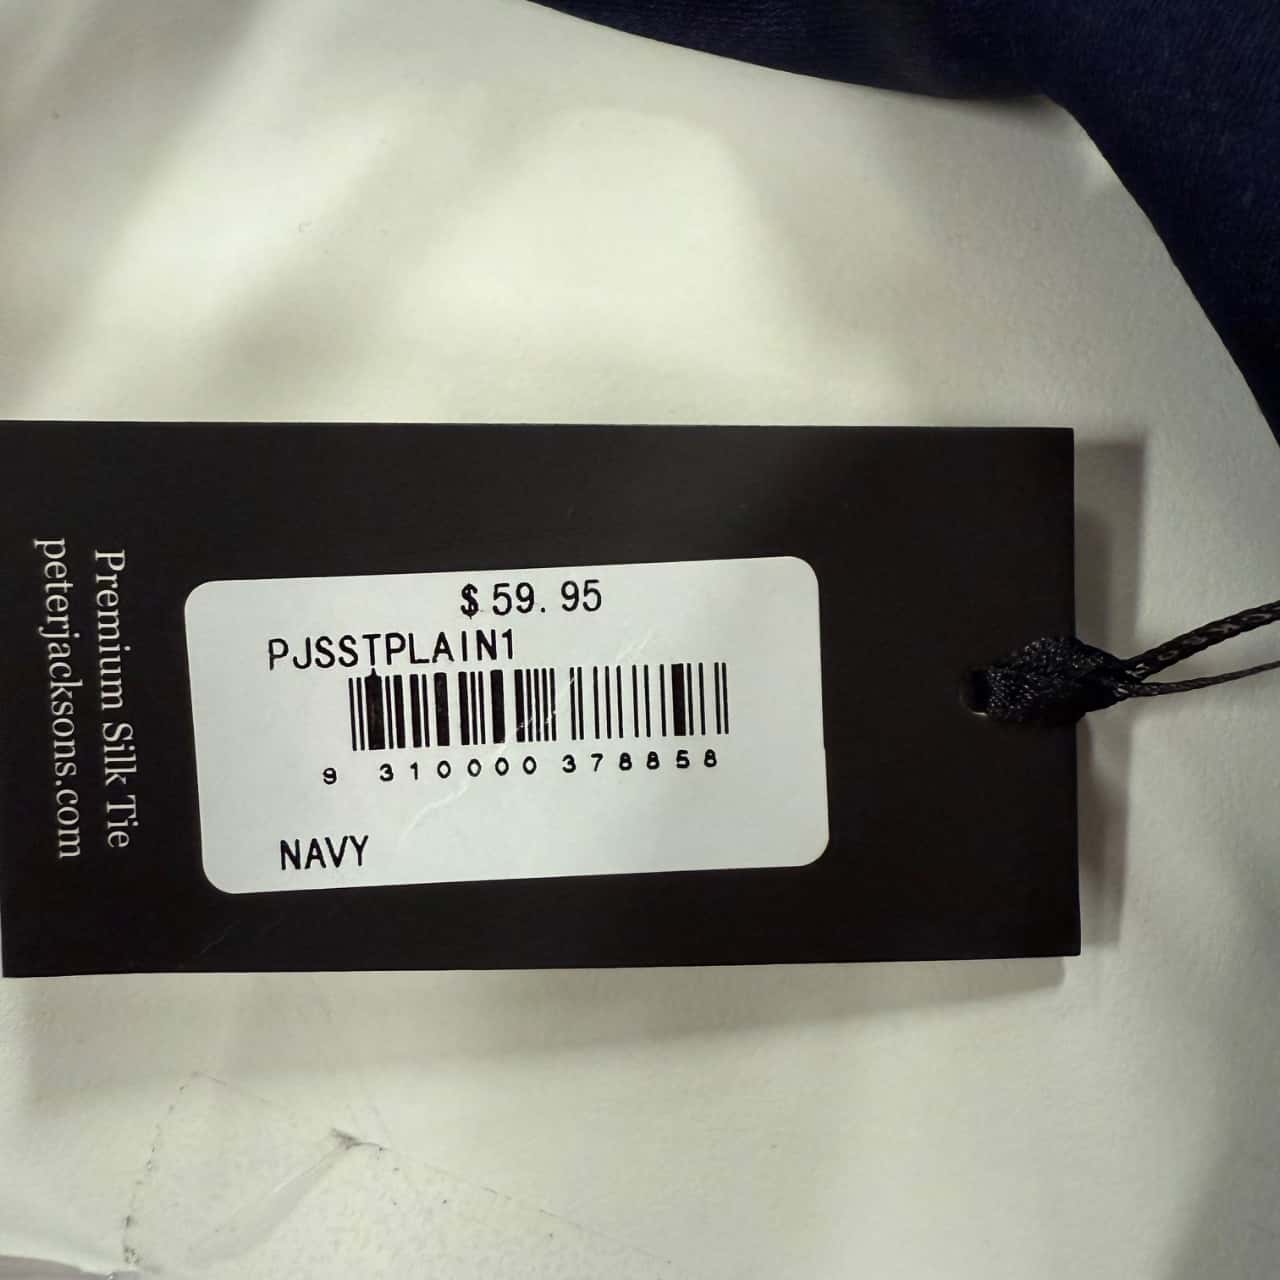 $59.95
PJSSTPLAIN1
9 310000 378858
NAVY
Premium Silk Tie
peterjacksons.com